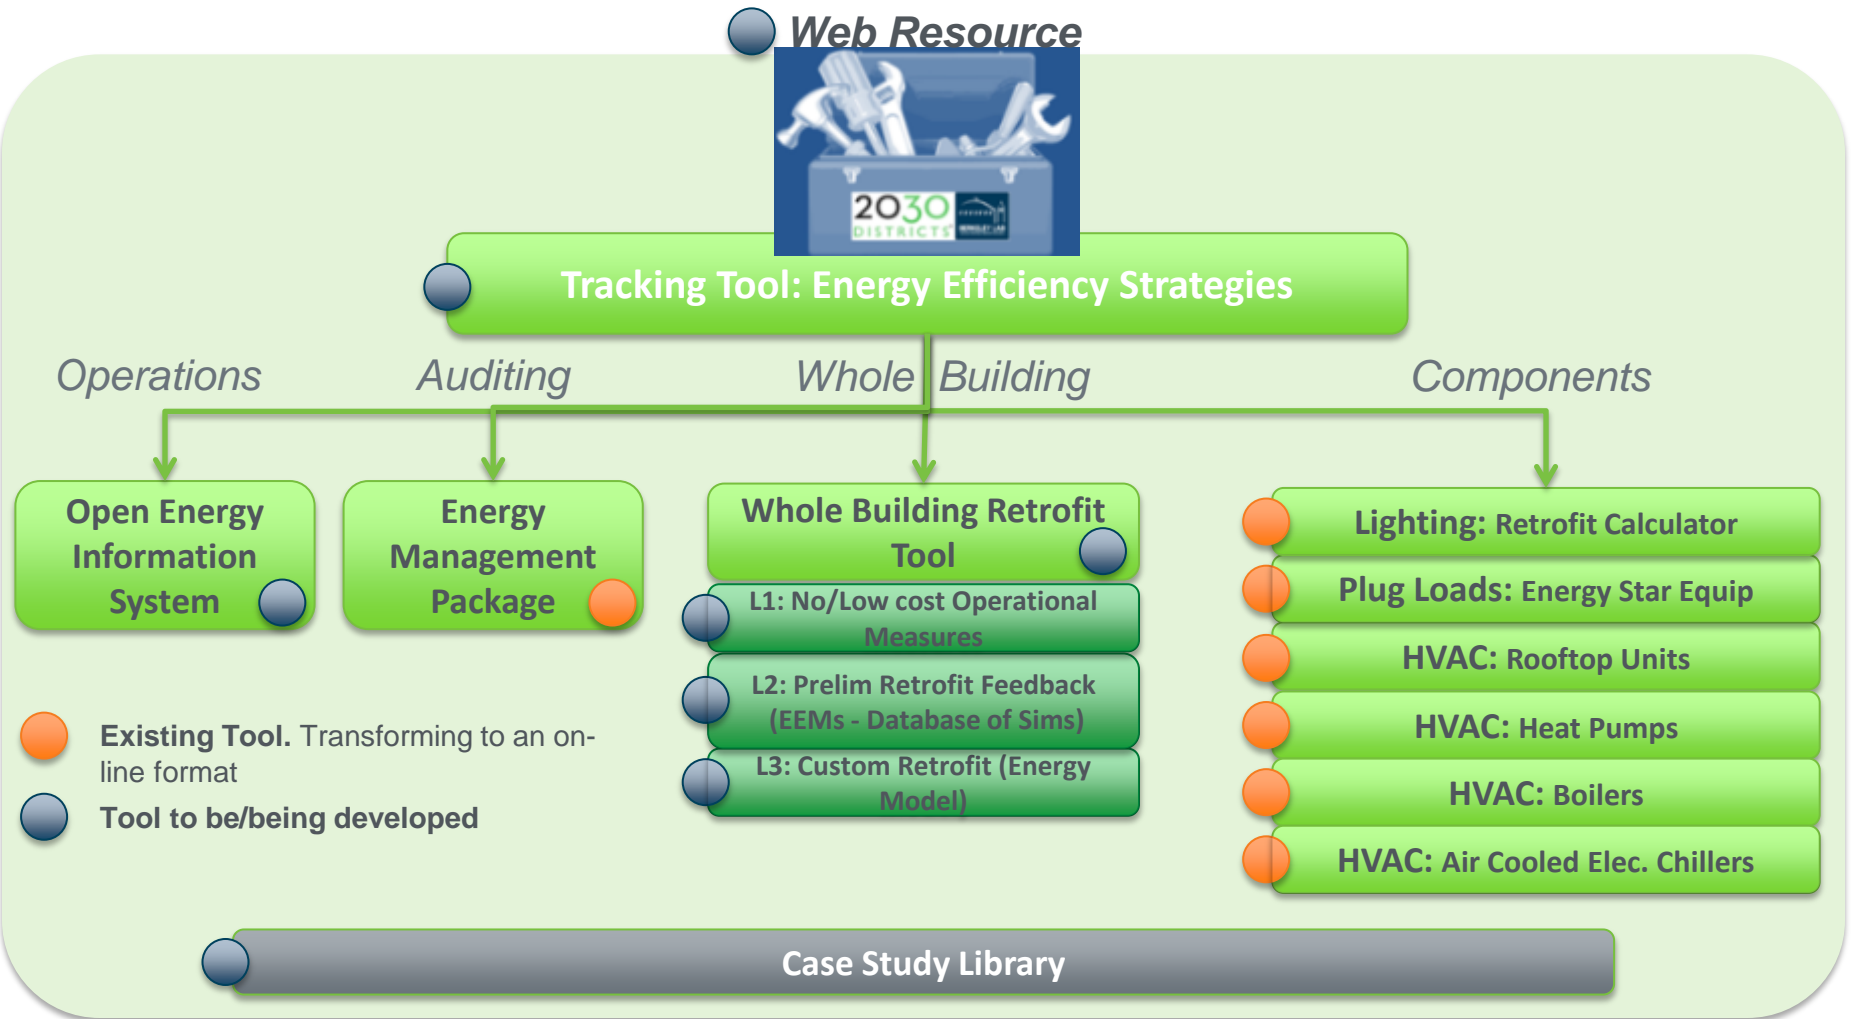 Web Resource
2030
DISTRICTS
BERKELEY LAB
Tracking Tool: Energy Efficiency Strategies
Operations
Auditing
Whole Building
Components
Open Energy
Information
System
Energy
Management
Package
Whole Building Retrofit
Tool
L1: No/Low cost Operational
Measures
L2: Prelim Retrofit Feedback
(EEMs - Database of Sims)
L3: Custom Retrofit (Energy
Model)
Lighting: Retrofit Calculator
Plug Loads: Energy Star Equip
HVAC: Rooftop Units
HVAC: Heat Pumps
HVAC: Boilers
HVAC: Air Cooled Elec. Chillers
Existing Tool. Transforming to an on-
line format
Tool to be/being developed
Case Study Library